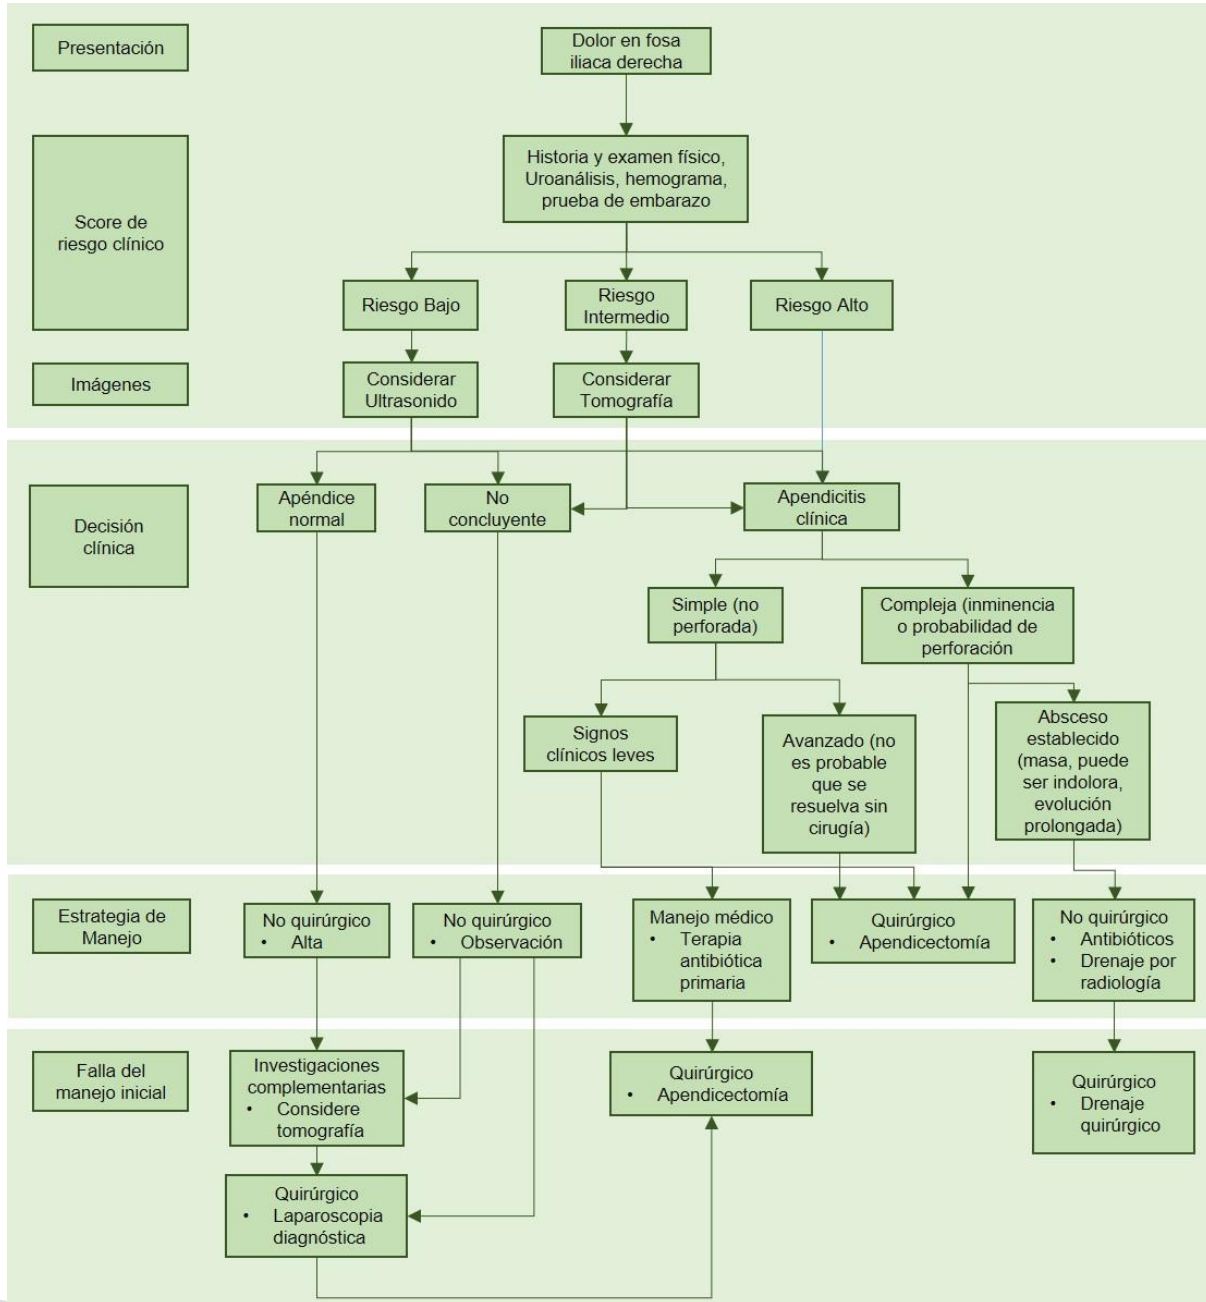 Presentación
Dolor en fosa
iliaca derecha
Score de
riesgo clínico
Historia y examen físico,
Uroanálisis, hemograma,
prueba de embarazo
Riesgo Bajo
Riesgo
Intermedio
Riesgo Alto
Imágenes
Considerar
Ultrasonido
Considerar
Tomografía
Decisión
clínica
Apéndice
normal
No
concluyente
Apendicitis
clínica
Simple (no
perforada)
Compleja (inminencia
o probabilidad de
perforación
Signos
clínicos leves
Avanzado (no
es probable
que se
resuelva sin
cirugía)
Absceso
establecido
(masa, puede
ser indolora,
evolución
prolongada)
Estrategia de
Manejo
No quirúrgico
• Alta
No quirúrgico
• Observación
Manejo médico
• Terapia
antibiótica
primaria
Quirúrgico
• Apendicectomía
No quirúrgico
• Antibióticos
• Drenaje por
radiología
Falla del
manejo inicial
Investigaciones
complementarias
• Considere
tomografía
Quirúrgico
• Apendicectomía
Quirúrgico
• Drenaje
quirúrgico
Quirúrgico
• Laparoscopia
diagnóstica